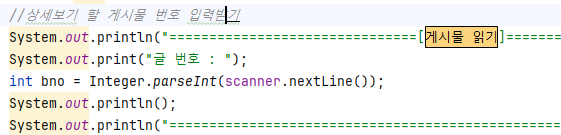 //상세보기 할 게시물 번호 입력받기
System.out.println("===============================[게시물 읽기]=======
System.out.print("글 번호 : ");
int bno = Integer.parseInt(scanner.nextLine());
System.out.println();
System.out.println("=================================================